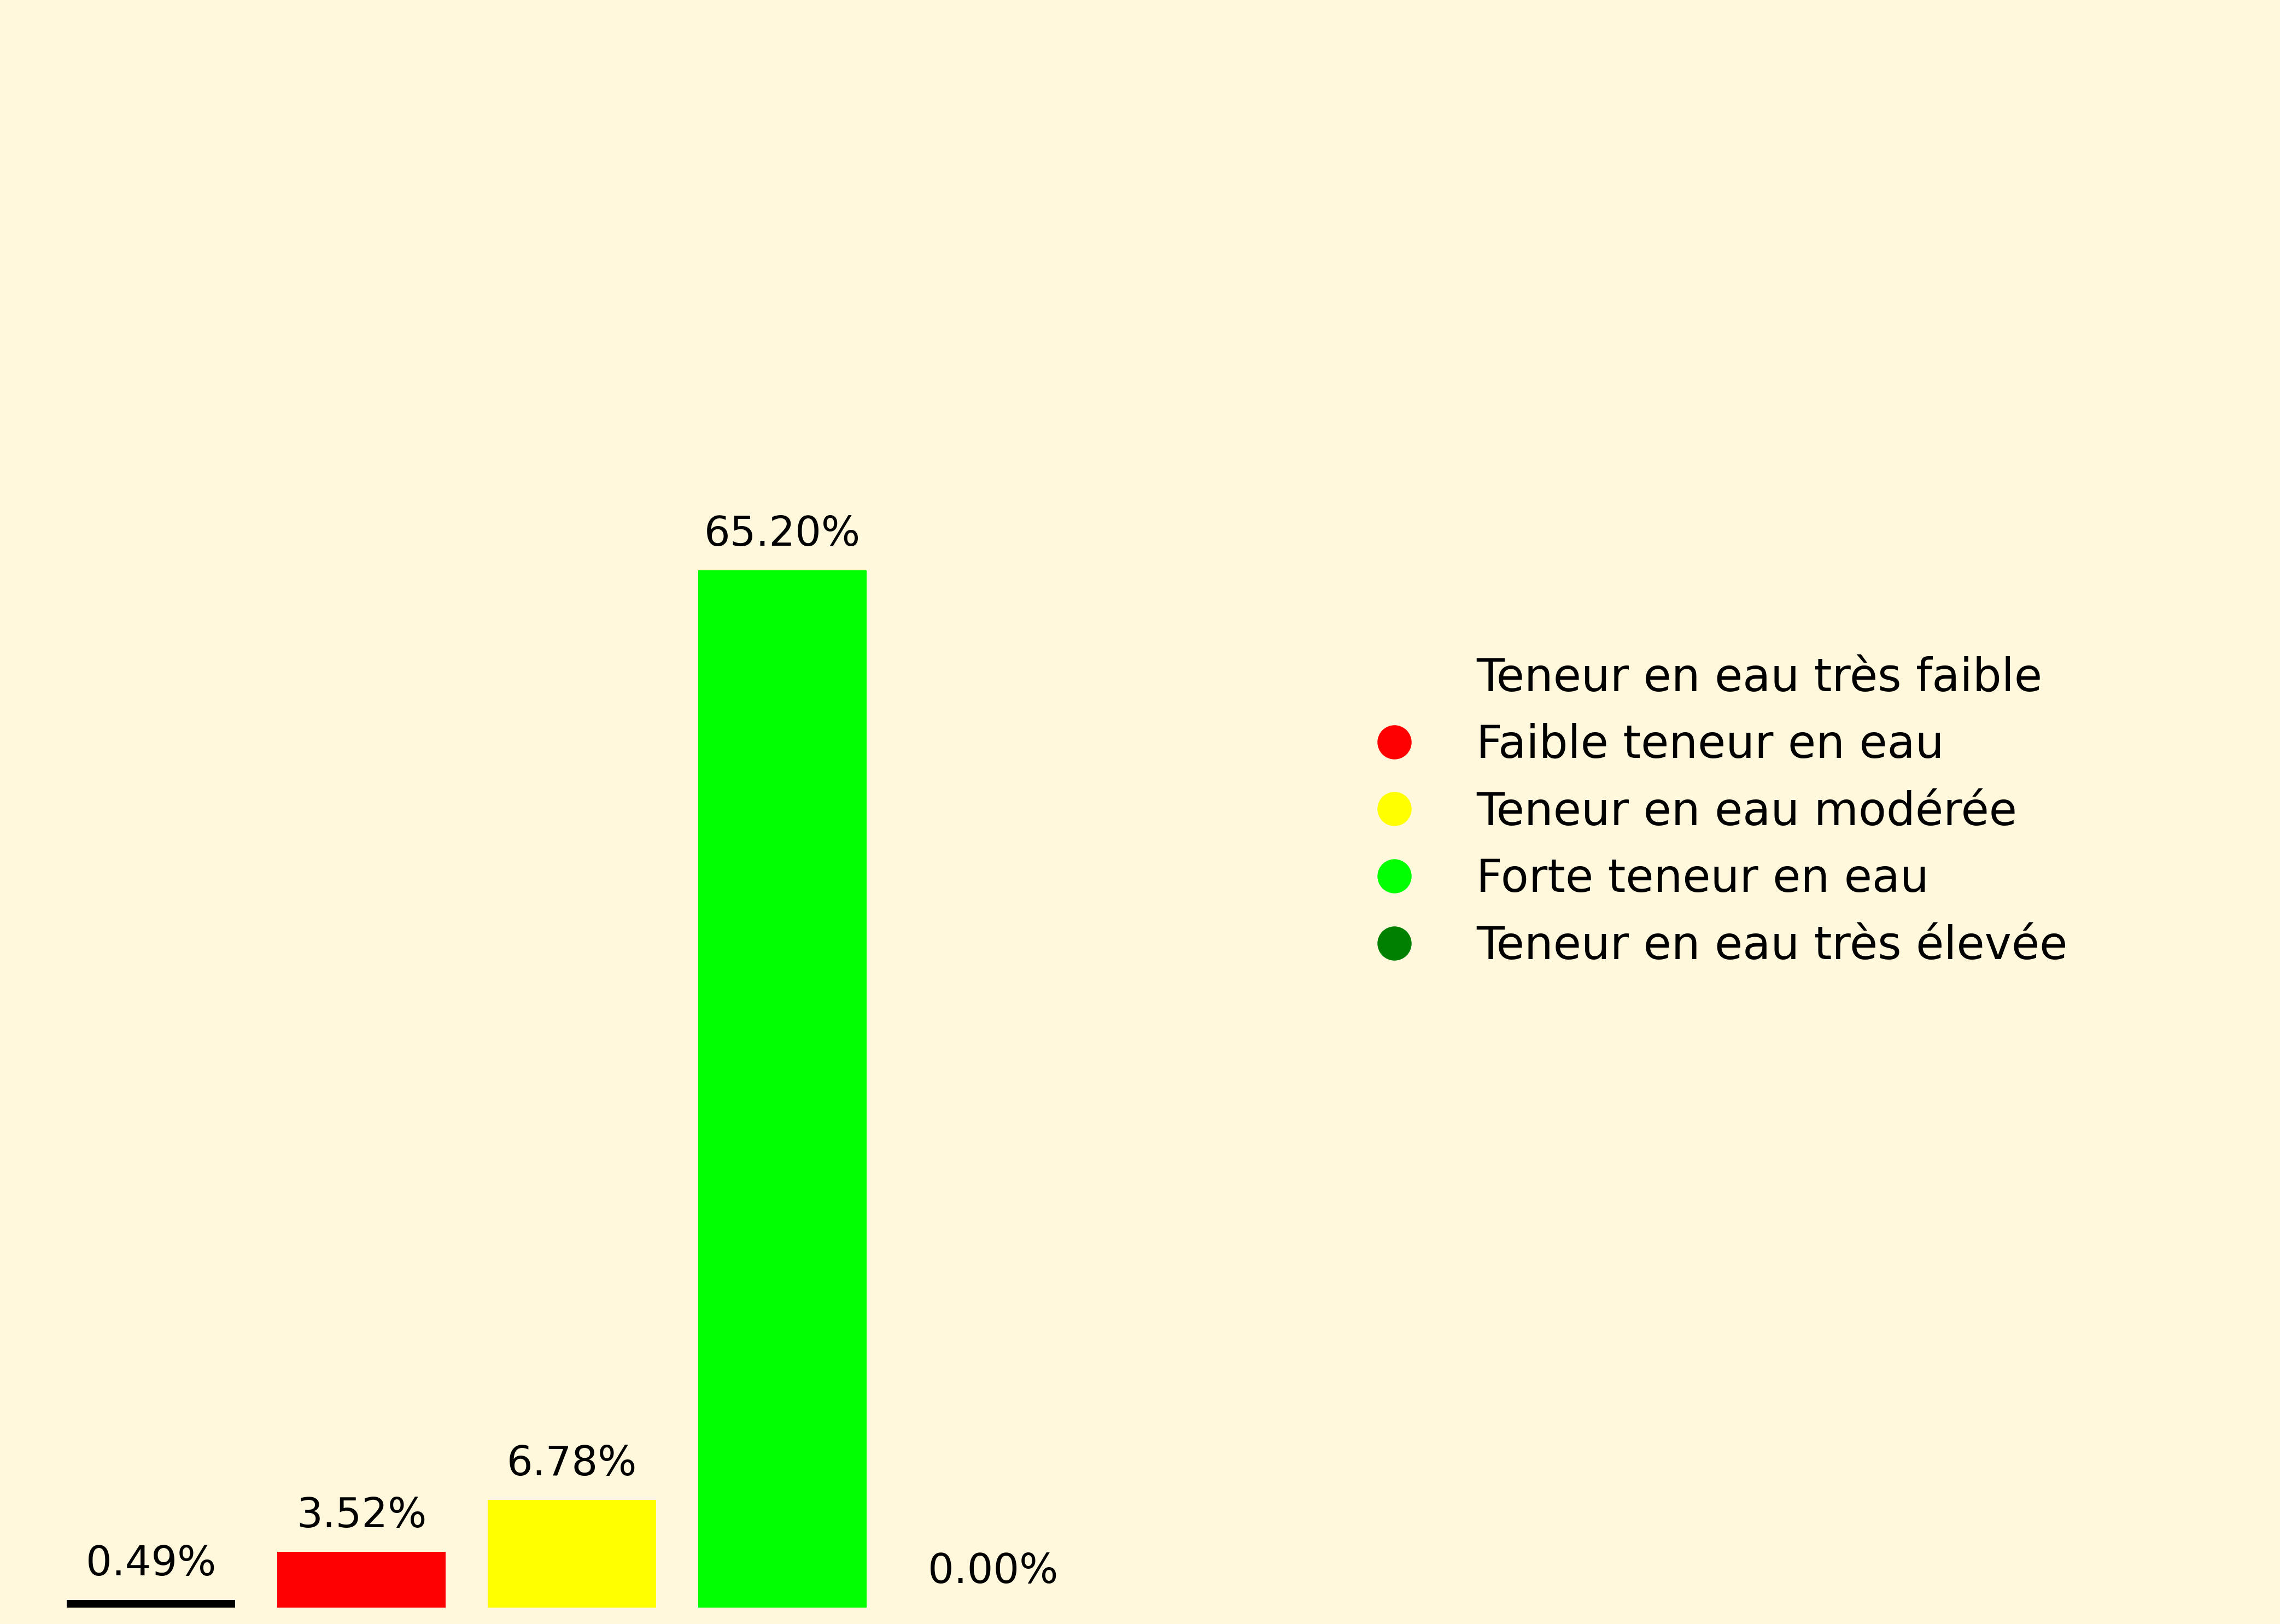 65.20%
6.78%
3.52%
0.49%
0.00%
Teneur en eau très faible
Faible teneur en eau
Teneur en eau modérée
Forte teneur en eau
Teneur en eau très élevée